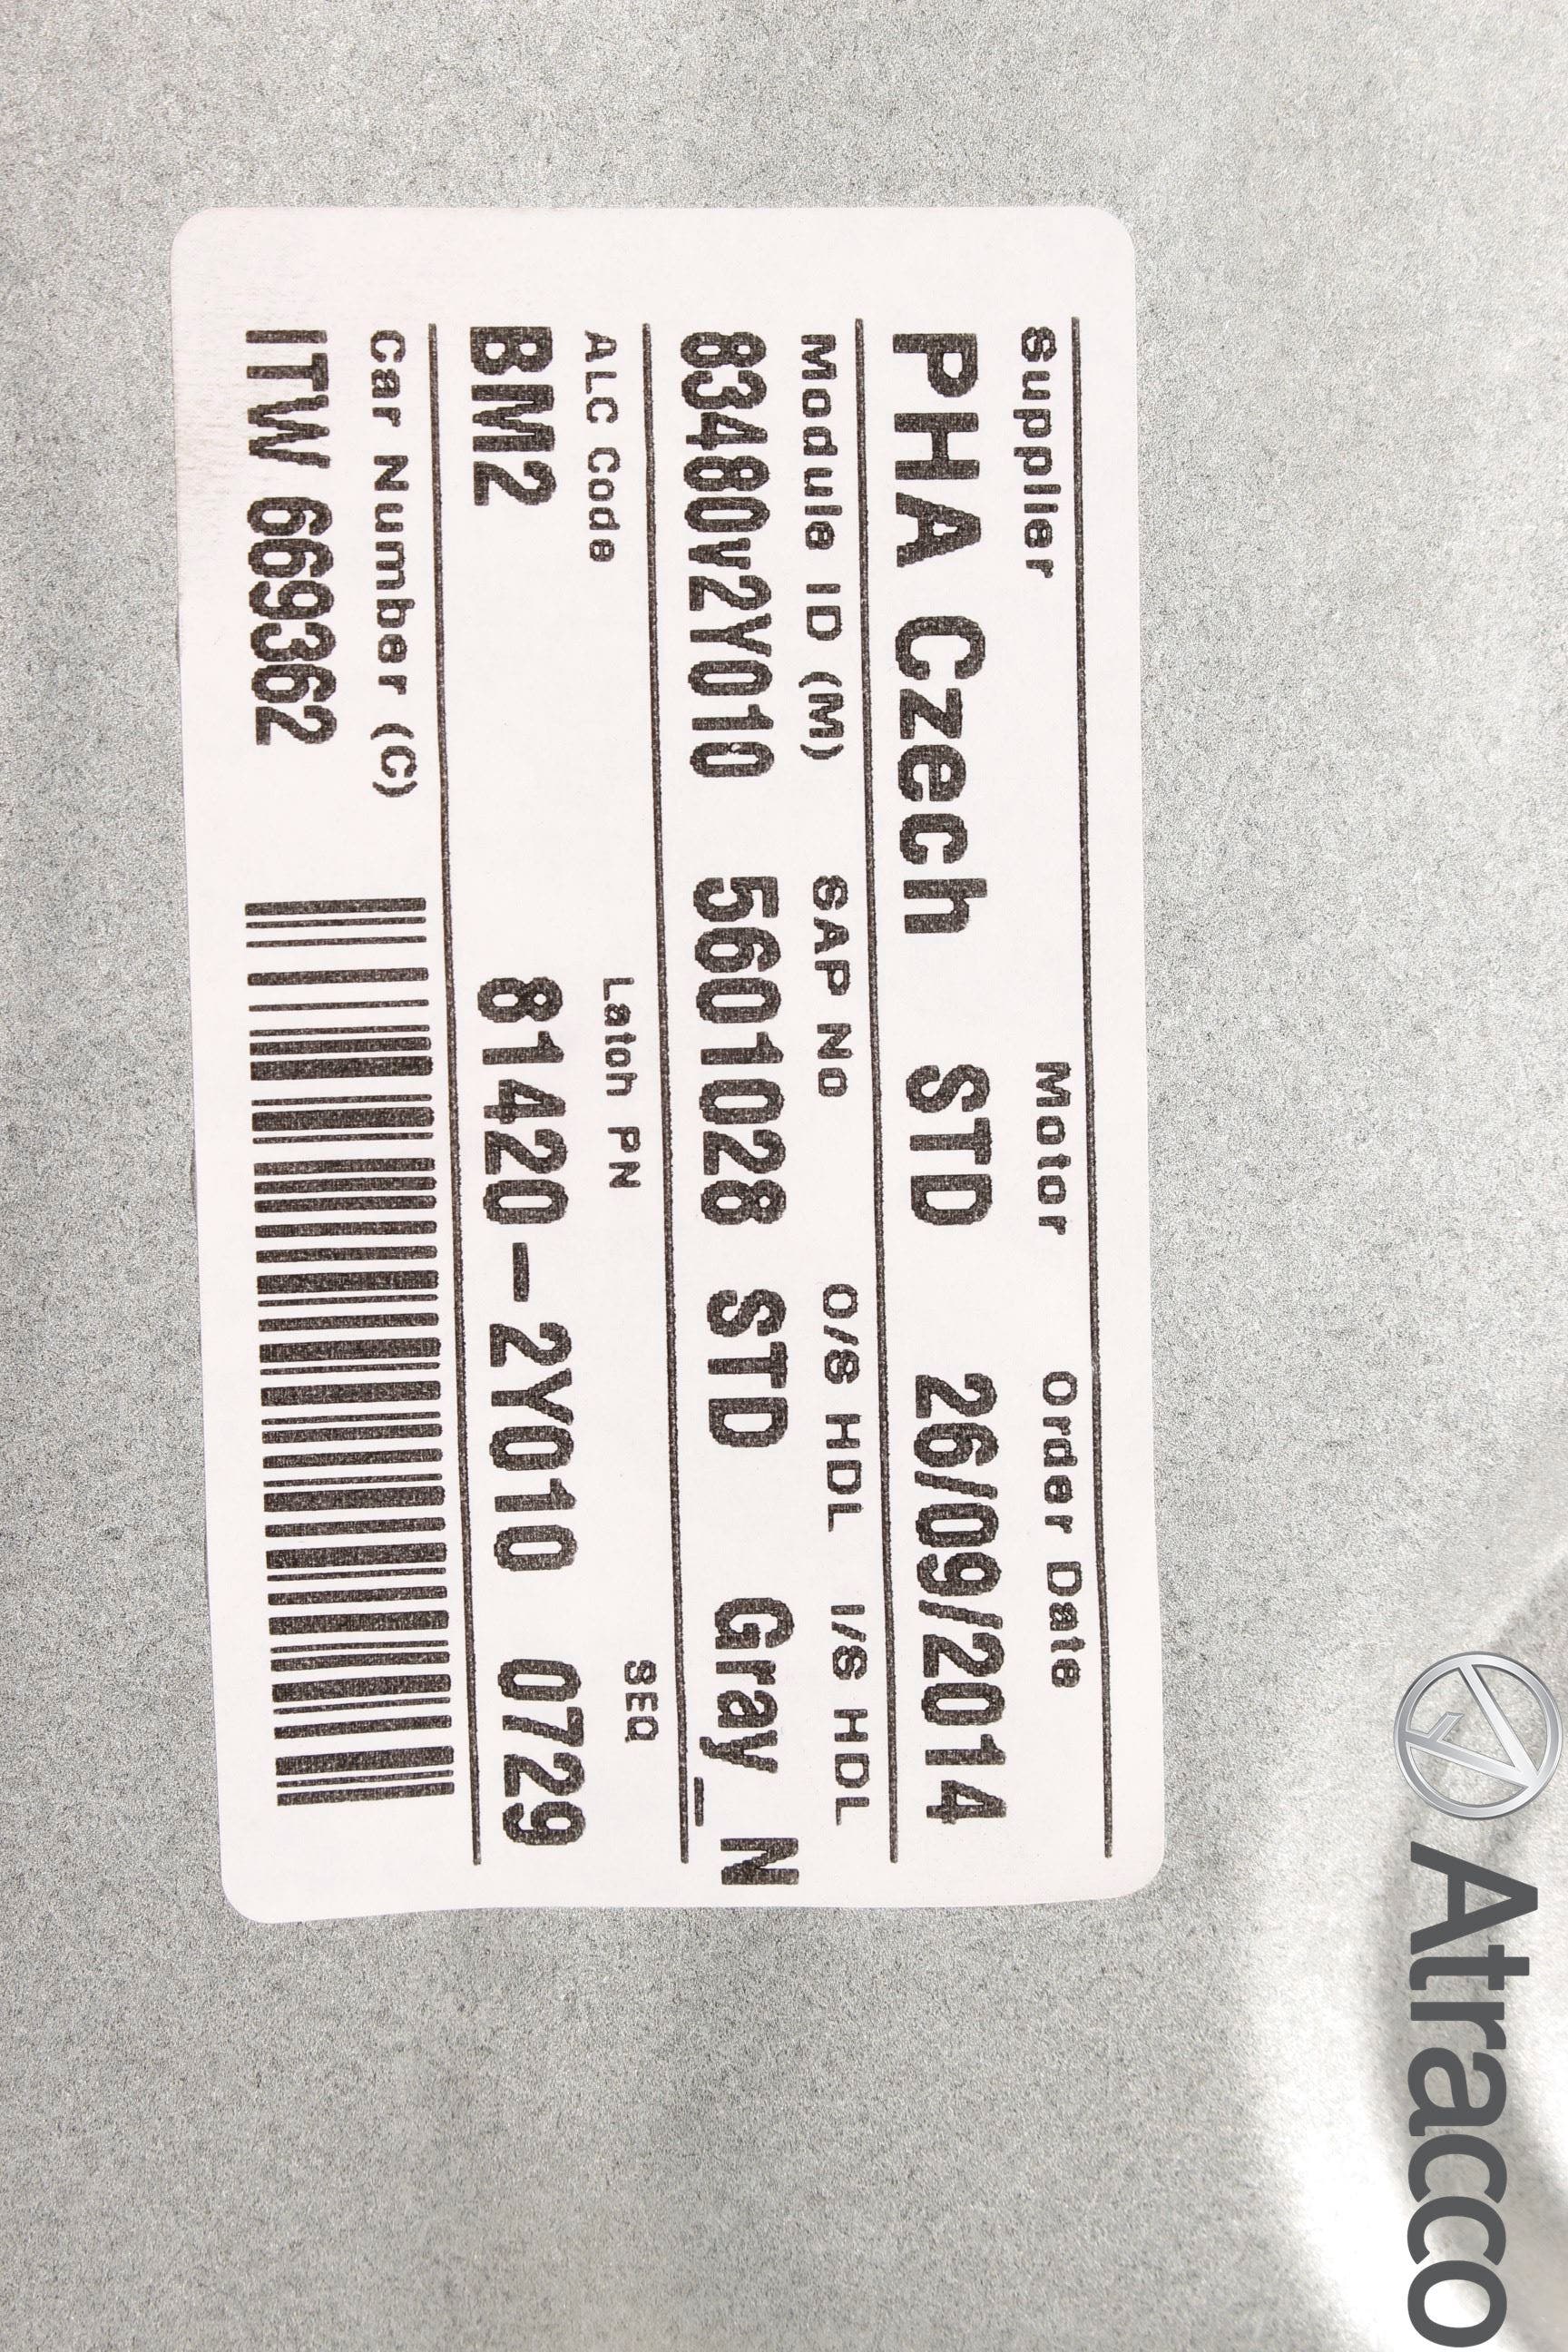 Supplier Motor Order Date
PHA Czech STD 26/09/2014
Module ID (M) SAP No O/S HDL I/S HDL
83480v2Y010 5601028 STD Gray_N
ALC Code Latch PN SEQ
BM2 81420-2Y010 0729
Car Number (C)
ITW 669362
Atracco